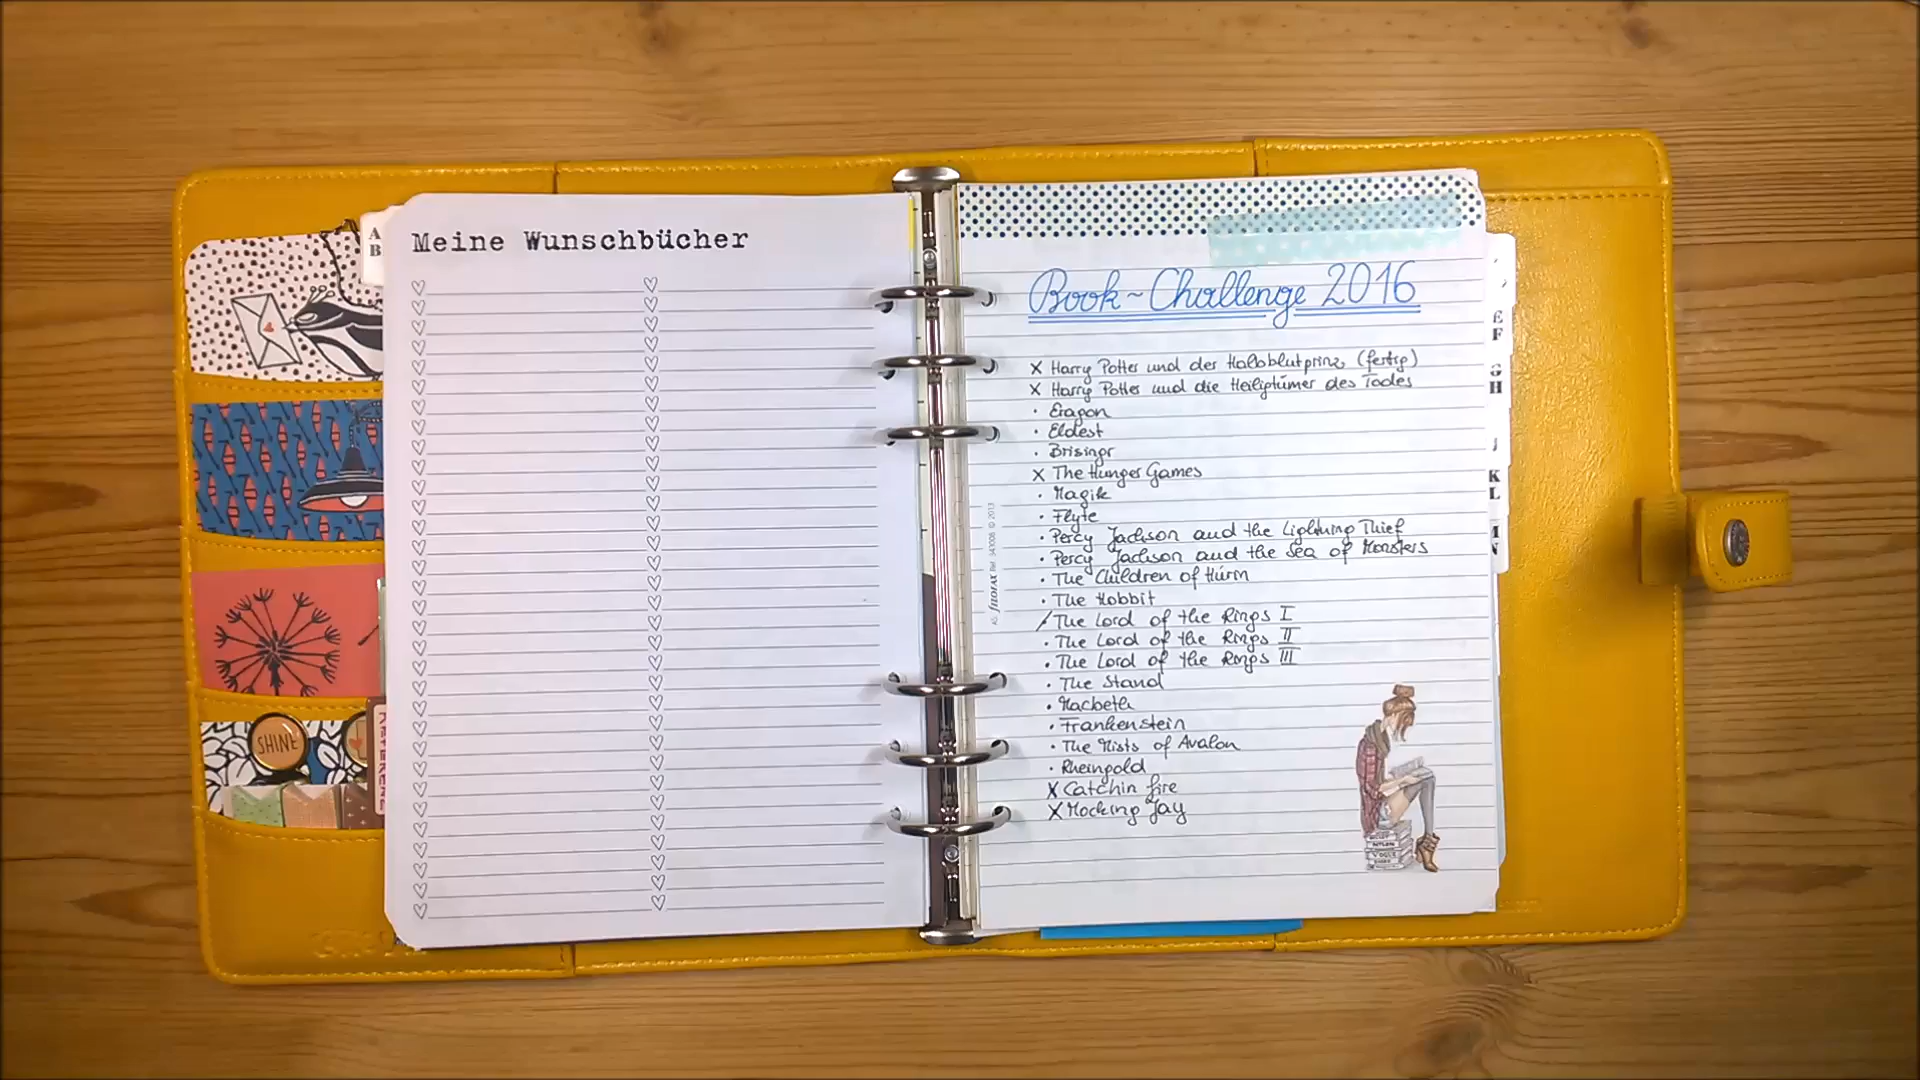 A
B
Meine Wunschbücher
SHINE
Book~Challenge 2016
X Harry Potter und der Halbblutprinz (fertig)
X Harry Potter und die Heiligtümer des Todes
· Eragon
· Eldest
· Brisingr
X The Hunger Games
· Magik
· Flyte
· Percy Jackson and the Lightning Thief
· Percy Jackson and the Sea of Monsters
· The Children of Húrin
· The Hobbit
/ The Lord of the Rings I
· The Lord of the Rings II
· The Lord of the Rings III
· The Stand
· Macbeth
· Frankenstein
· The Mists of Avalon
· Rheingold
X Catchin fire
X Mocking Jay
filofax © 2013
VOGUE
E
F
H
K
L
N